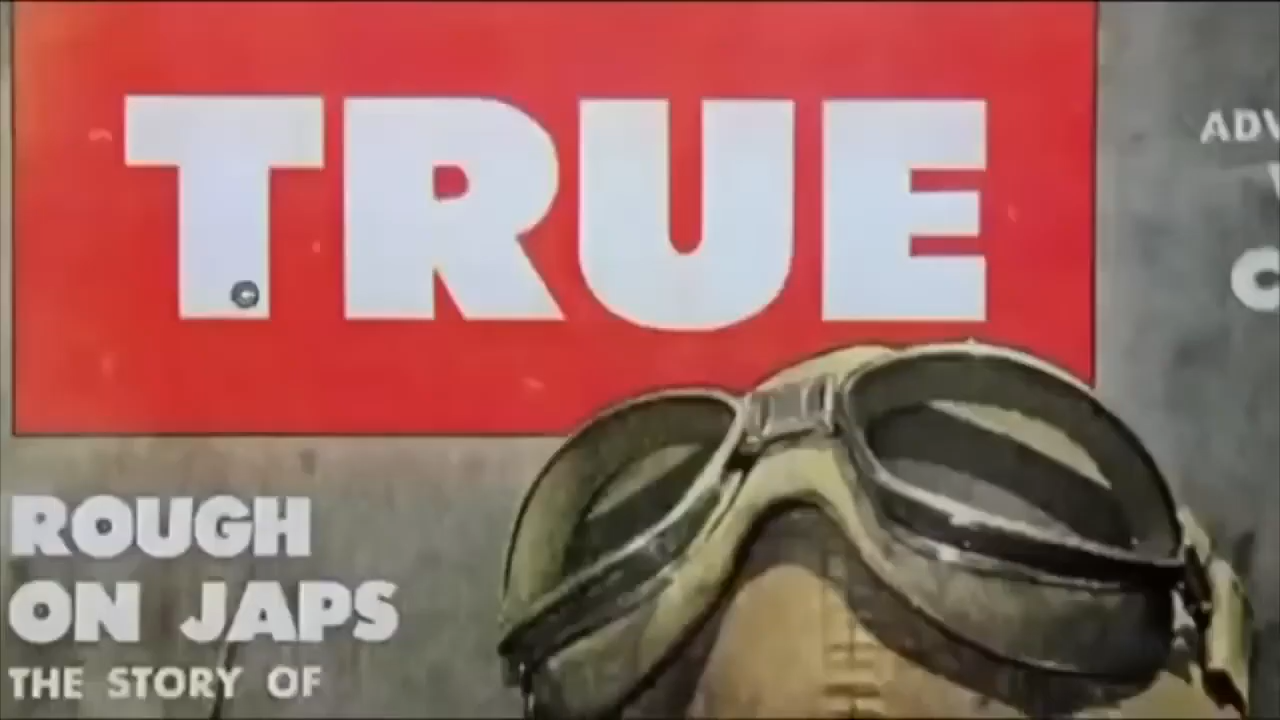 TRUE
ROUGH
ON JAPS
THE STORY OF